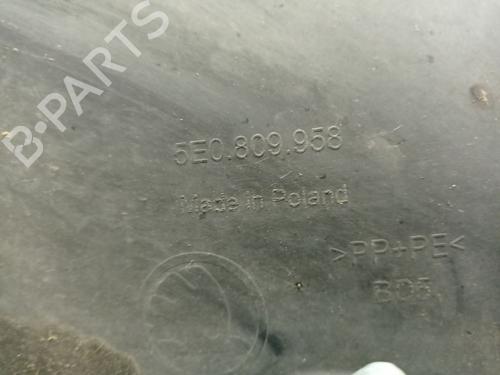 B-PARTS
5E0.809.958
Made in Poland
>PP+PE<
B05